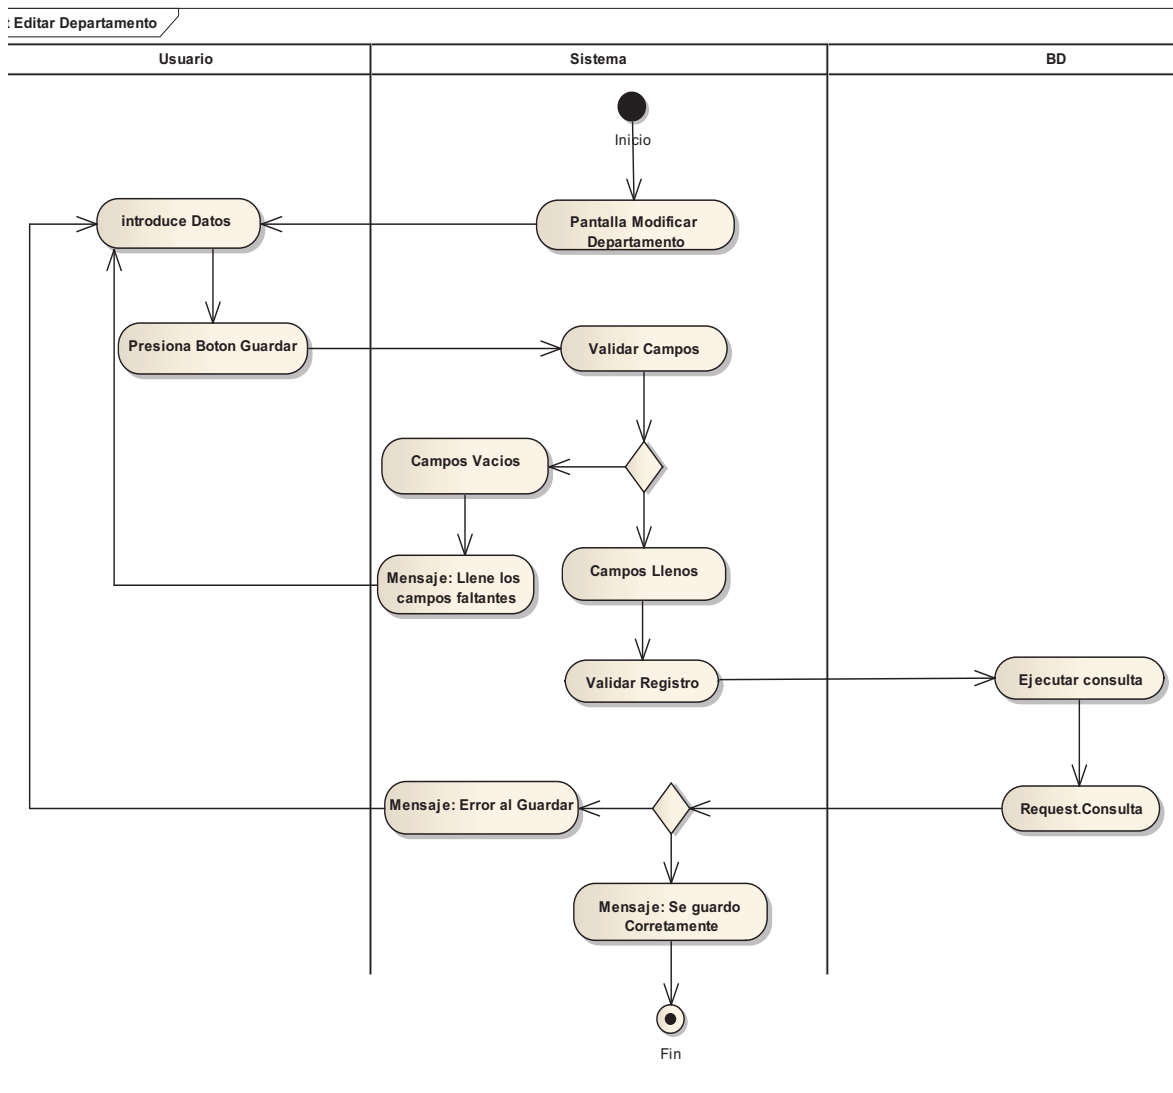 : Editar Departamento
Usuario
Sistema
BD
Inicio
introduce Datos
Pantalla Modificar
Departamento
Presiona Boton Guardar
Validar Campos
Campos Vacios
Mensaje: Llene los
campos faltantes
Campos Llenos
Validar Registro
Ejecutar consulta
Mensaje: Error al Guardar
Request.Consulta
Mensaje: Se guardo
Corretamente
Fin